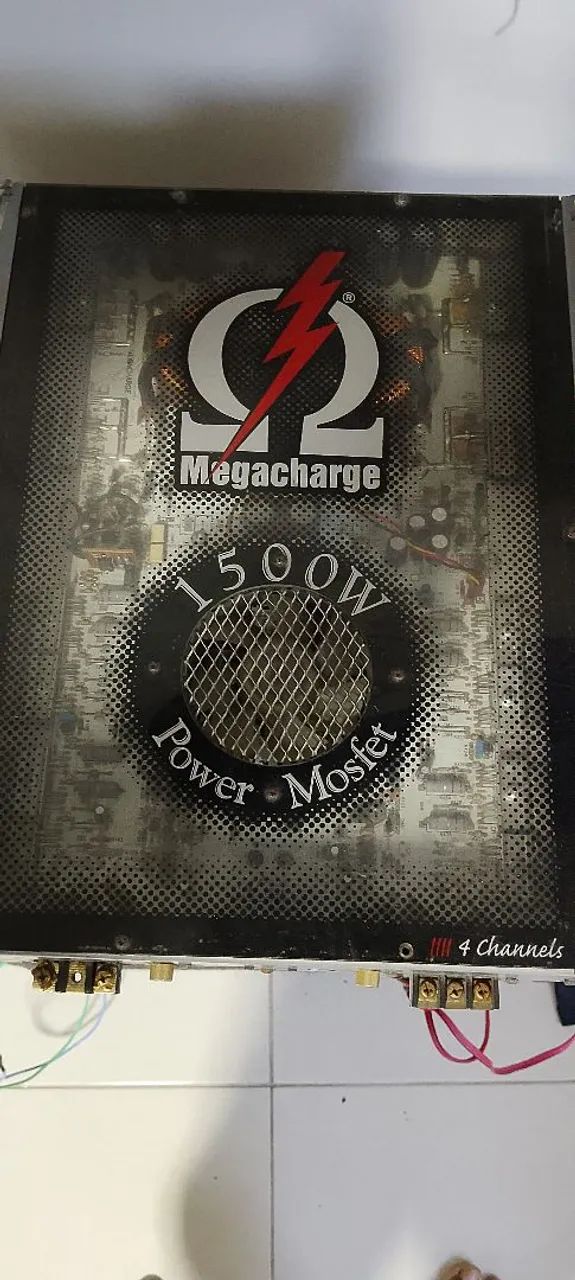 ®
Megacharge
1500W
Power Mosfet
4 Channels